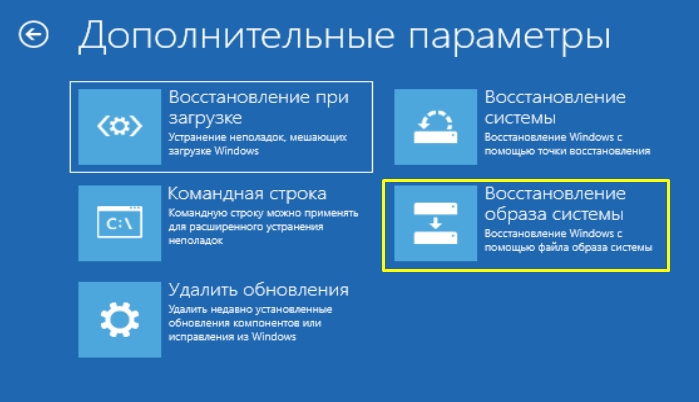 Дополнительные параметры
Восстановление при
загрузке
Устранение неполадок, мешающих
загрузке Windows
Восстановление
системы
Восстановление Windows с
помощью точки восстановления
Командная строка
Командную строку можно применять
для расширенного устранения
неполадок
C:\
Восстановление
образа системы
Восстановление Windows с
помощью файла образа системы
Удалить обновления
Удалить недавно установленные
обновления компонентов или
исправления из Windows